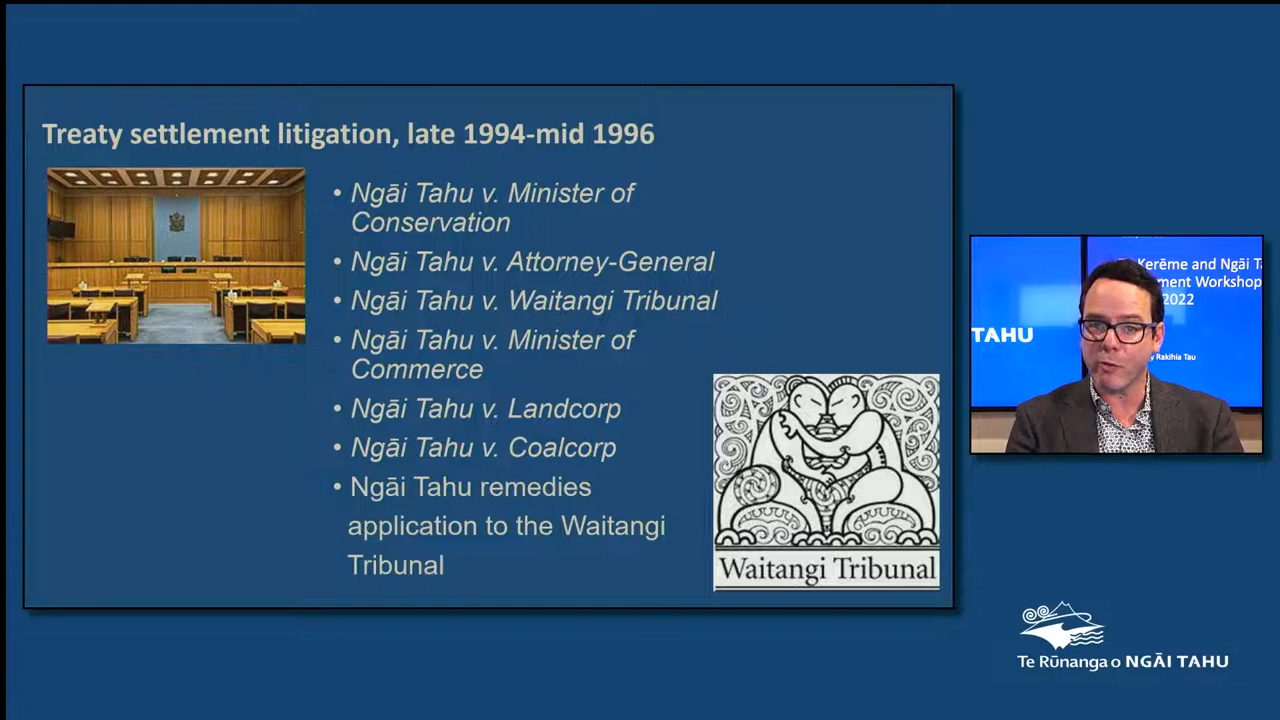 Treaty settlement litigation, late 1994-mid 1996
• Ngāi Tahu v. Minister of
Conservation
• Ngāi Tahu v. Attorney-General
• Ngāi Tahu v. Waitangi Tribunal
• Ngāi Tahu v. Minister of
Commerce
• Ngāi Tahu v. Landcorp
• Ngāi Tahu v. Coalcorp
• Ngāi Tahu remedies
application to the Waitangi
Tribunal
Waitangi Tribunal
TAHU
Kerēme and Ngāi T
ment Workshop
2022
y Rakihia Tau
Te Rūnanga o NGĀI TAHU